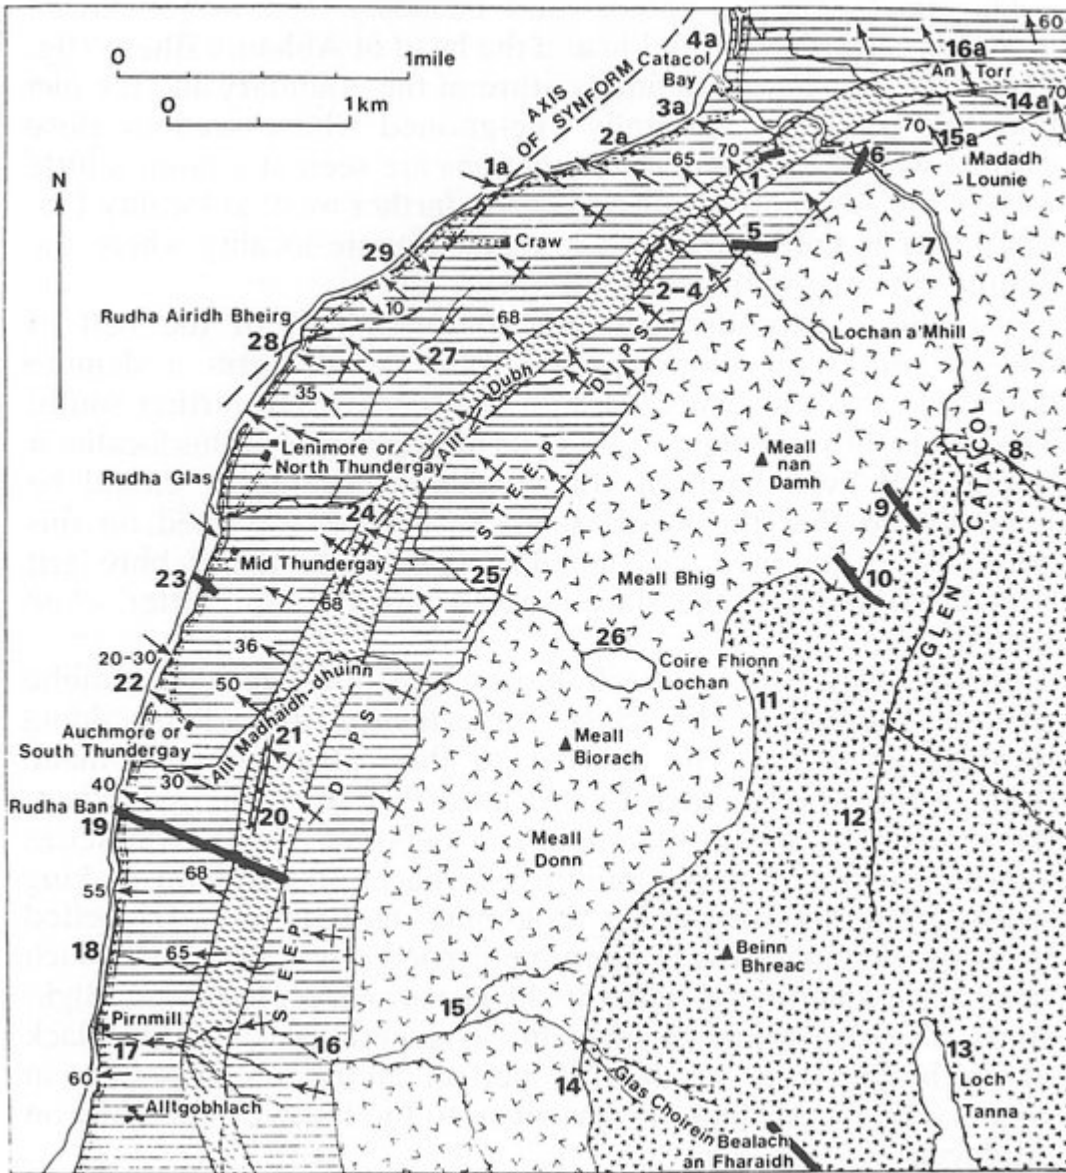 0 1mile
0 1km
N
AXIS
OF
SYNFORM
4a
Catacol
Bay
3a
2a
1a
60
16a
An Torr
70
14a
15a
70
Madadh
Lounie
65
70
1
6
5
7
Craw
29
2-4
Rudha Airidh Bheirg
10
28
27
68
Lochan a'Mhill
35
Allt Dubh
STEEP DIPS
Lenimore or
North Thundergay
Rudha Glas
Meall
nan
Damh
8
9
24
Mid Thundergay
23
25
10
Meall Bhig
GLEN CATACOL
68
26
20-30
36
22
50
Coire Fhionn
Lochan
11
Auchmore or
South Thundergay
Allt Madhaidh-dhuinn
21
Meall
Biorach
30
40
Rudha Ban
19
20
12
Meall
Donn
68
55
STEEP DIPS
18
65
Beinn
Bhreac
Pirnmill
15
17
16
60
14
13
Loch
Tanna
Alltgobhlach
Glas Choirein
Bealach
an Fharaidh